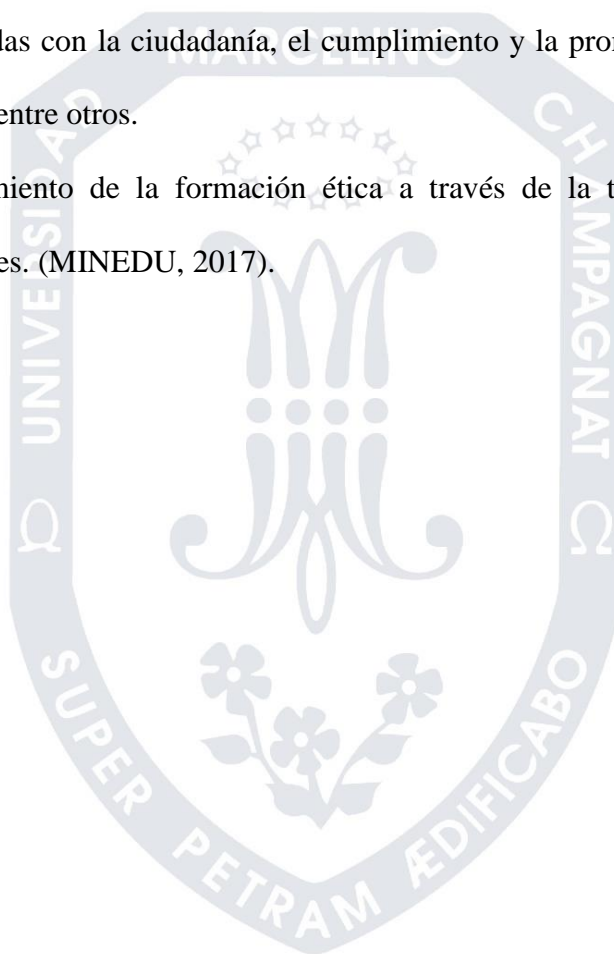 das con la ciudadanía, el cumplimiento y la pro
entre otros.
miento de la formación ética a través de la t
es. (MINEDU, 2017).
UNIVERSIDAD MARCELINO CHAMPAGNAT
SUPER PETRAM ÆDIFICABO